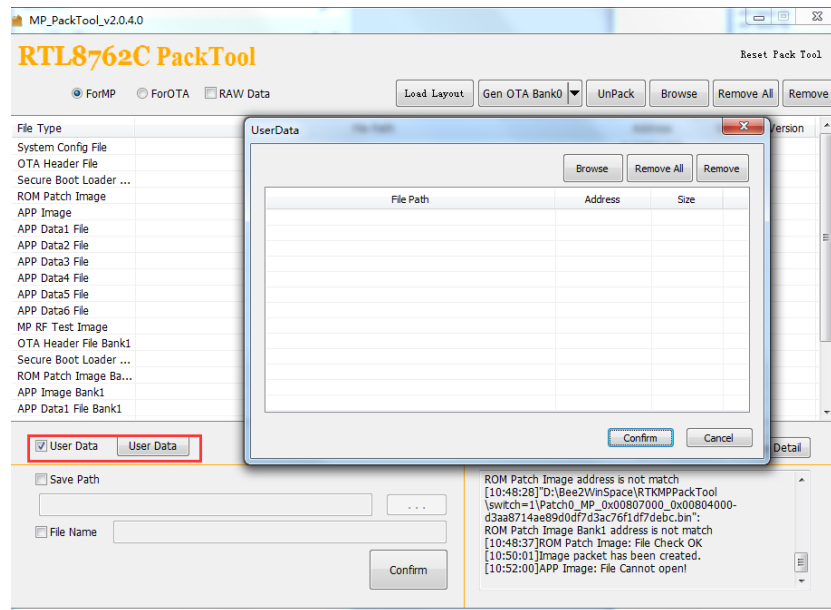 MP_PackTool_v2.0.4.0
RTL8762C PackTool
Reset Pack Tool
ForMP ForOTA RAW Data Load Layout Gen OTA Bank0 UnPack Browse Remove All Remove
File Type Version
System Config File
OTA Header File
Secure Boot Loader ...
ROM Patch Image
APP Image
APP Data1 File
APP Data2 File
APP Data3 File
APP Data4 File
APP Data5 File
APP Data6 File
MP RF Test Image
OTA Header File Bank1
Secure Boot Loader ...
ROM Patch Image Ba...
APP Image Bank1
APP Data1 File Bank1
UserData
Browse Remove All Remove
File Path Address Size
Confirm Cancel
User Data User Data Detail
Save Path
...
File Name
Confirm
ROM Patch Image address is not match
[10:48:28]"D:\Bee2WinSpace\RTKMPPackTool
\switch=1\Patch0_MP_0x00807000_0x00804000-
d3aa8714ae89d0df7d3ac76f1df7debc.bin":
ROM Patch Image Bank1 address is not match
[10:48:37]ROM Patch Image: File Check OK
[10:50:01]Image packet has been created.
[10:52:00]APP Image: File Cannot open!